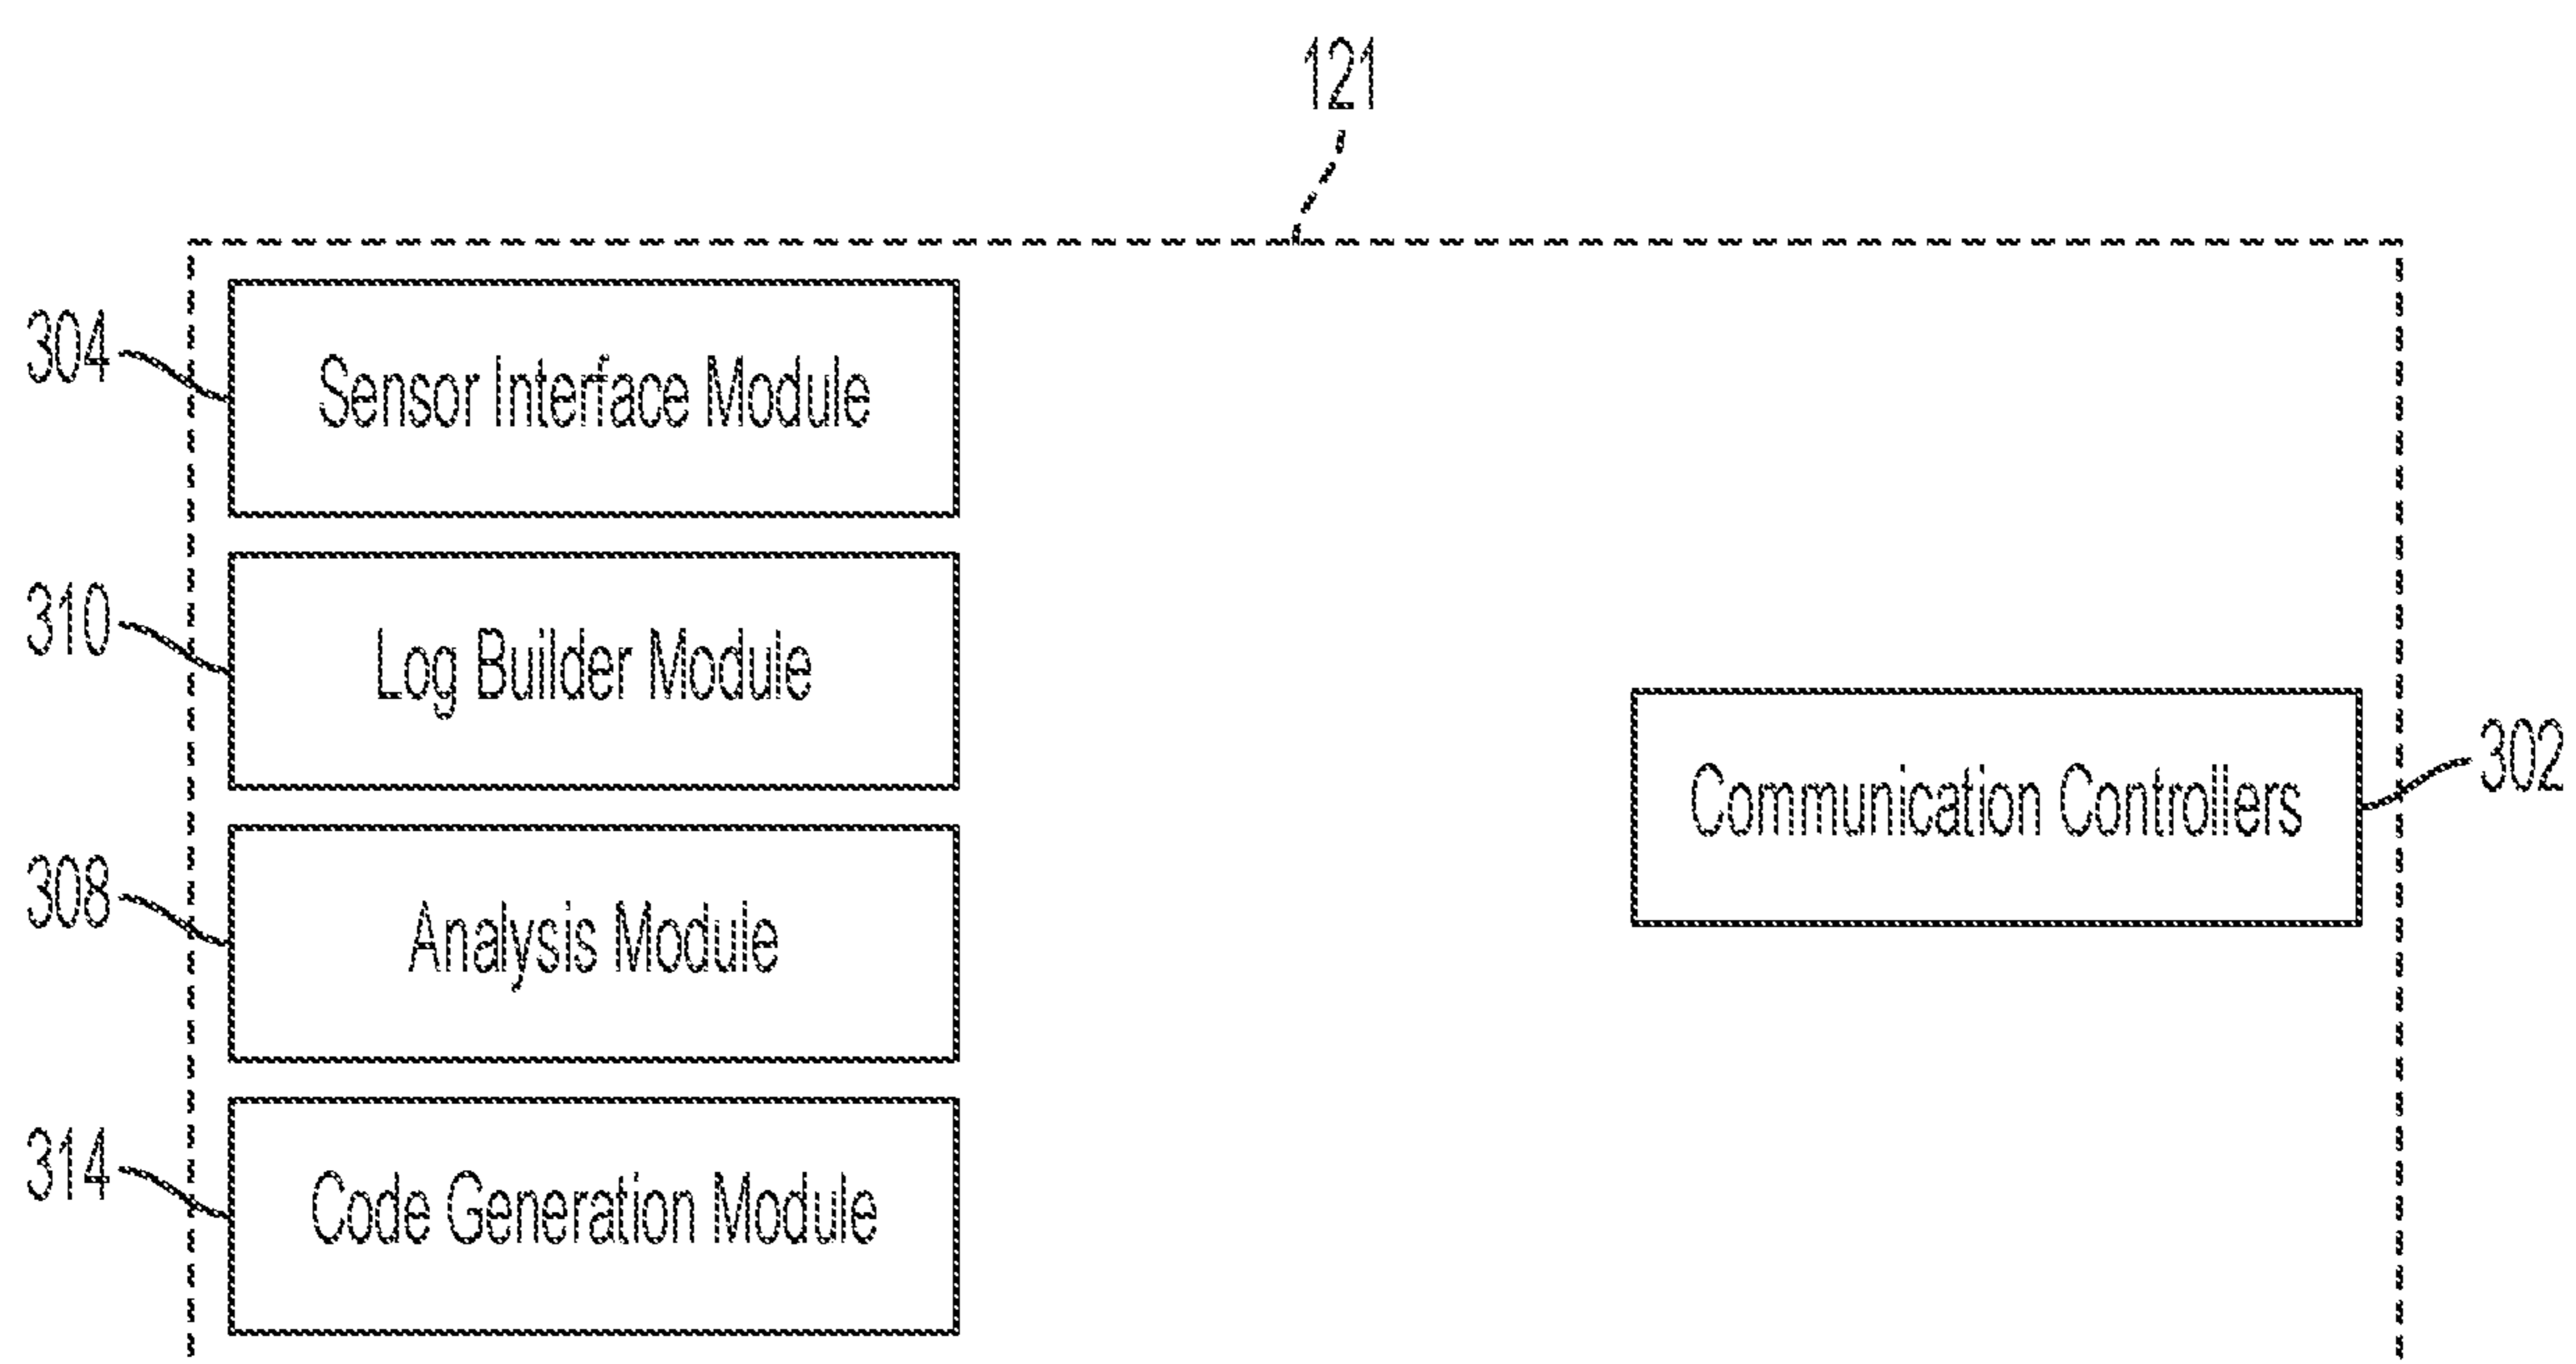 121
304
Sensor Interface Module
310
Log Builder Module
308
Analysis Module
314
Code Generation Module
Communication Controllers
302